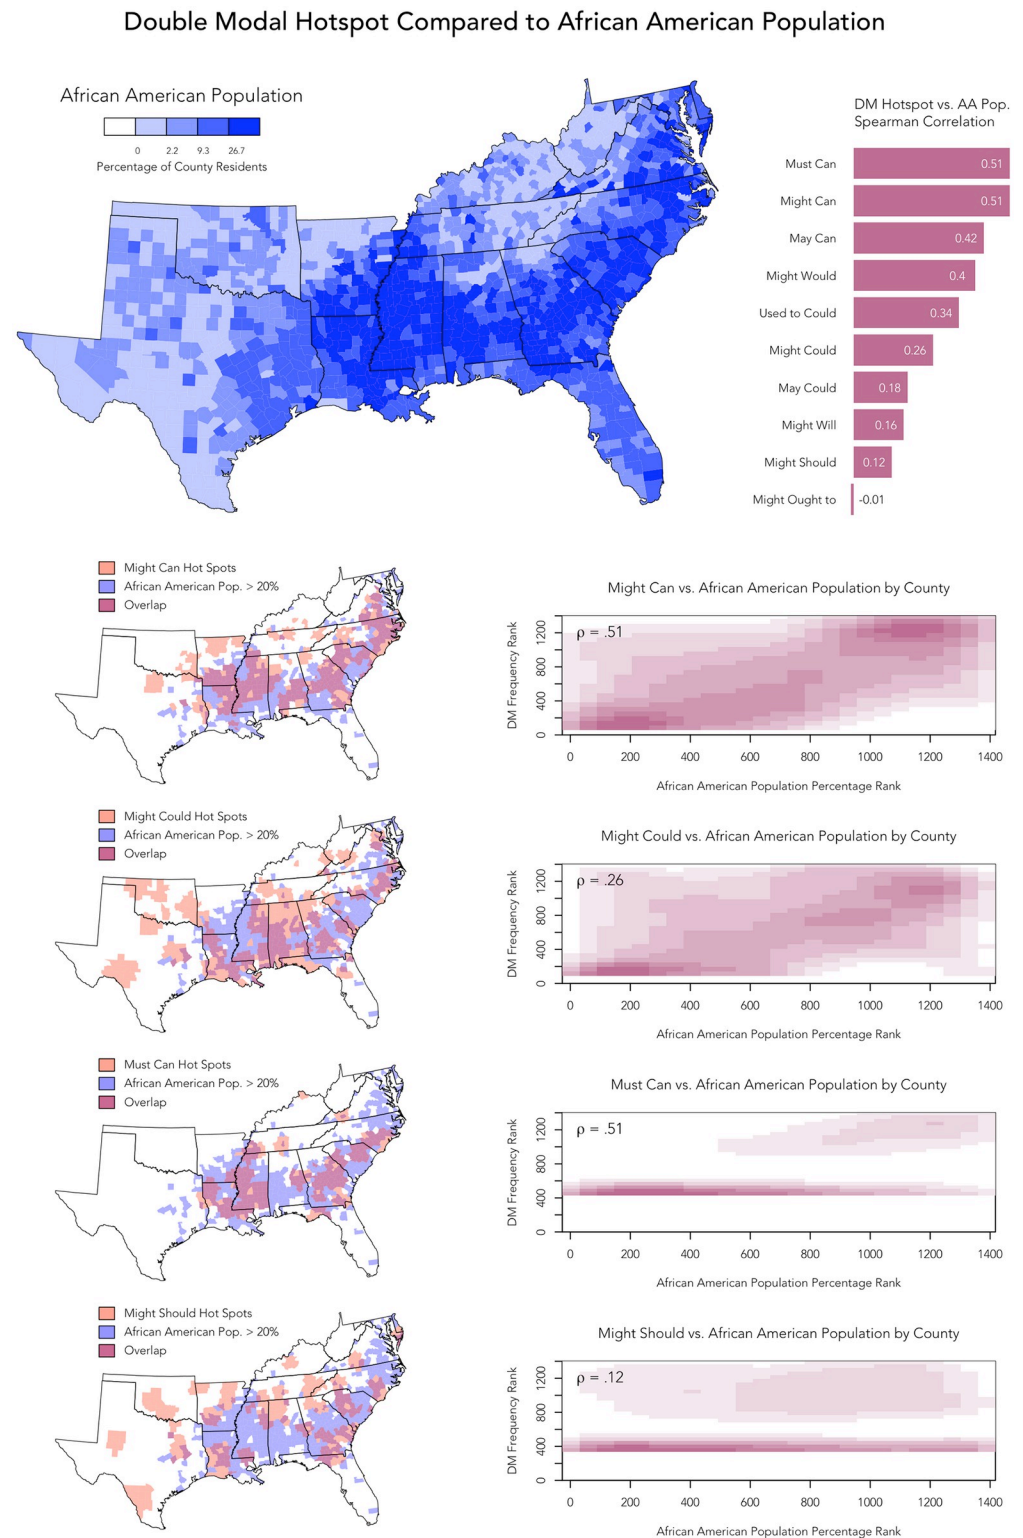 Double Modal Hotspot Compared to African American Population
African American Population
0 2.2 9.3 26.7
Percentage of County Residents
DM Hotspot vs. AA Pop.
Spearman Correlation
Must Can 0.51
Might Can 0.51
May Can 0.42
Might Would 0.4
Used to Could 0.34
Might Could 0.26
May Could 0.18
Might Will 0.16
Might Should 0.12
Might Ought to -0.01
Might Can Hot Spots
African American Pop. > 20%
Overlap
Might Can vs. African American Population by County
ρ = .51
DM Frequency Rank
0 400 800 1200
0 200 400 600 800 1000 1200 1400
African American Population Percentage Rank
Might Could Hot Spots
African American Pop. > 20%
Overlap
Might Could vs. African American Population by County
ρ = .26
DM Frequency Rank
0 400 800 1200
0 200 400 600 800 1000 1200 1400
African American Population Percentage Rank
Must Can Hot Spots
African American Pop. > 20%
Overlap
Must Can vs. African American Population by County
ρ = .51
DM Frequency Rank
0 400 800 1200
0 200 400 600 800 1000 1200 1400
African American Population Percentage Rank
Might Should Hot Spots
African American Pop. > 20%
Overlap
Might Should vs. African American Population by County
ρ = .12
DM Frequency Rank
0 400 800 1200
0 200 400 600 800 1000 1200 1400
African American Population Percentage Rank